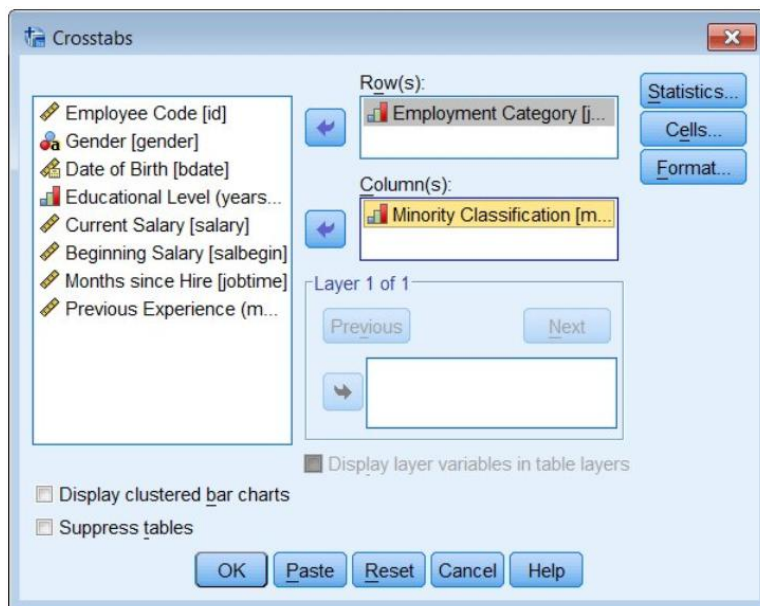 Crosstabs
Employee Code [id]
Gender [gender]
Date of Birth [bdate]
Educational Level (years...
Current Salary [salary]
Beginning Salary [salbegin]
Months since Hire [jobtime]
Previous Experience (m...
Row(s):
Employment Category [j...
Column(s):
Minority Classification [m...
Layer 1 of 1
Previous
Next
Display layer variables in table layers
Statistics...
Cells...
Format...
Display clustered bar charts
Suppress tables
OK
Paste
Reset
Cancel
Help